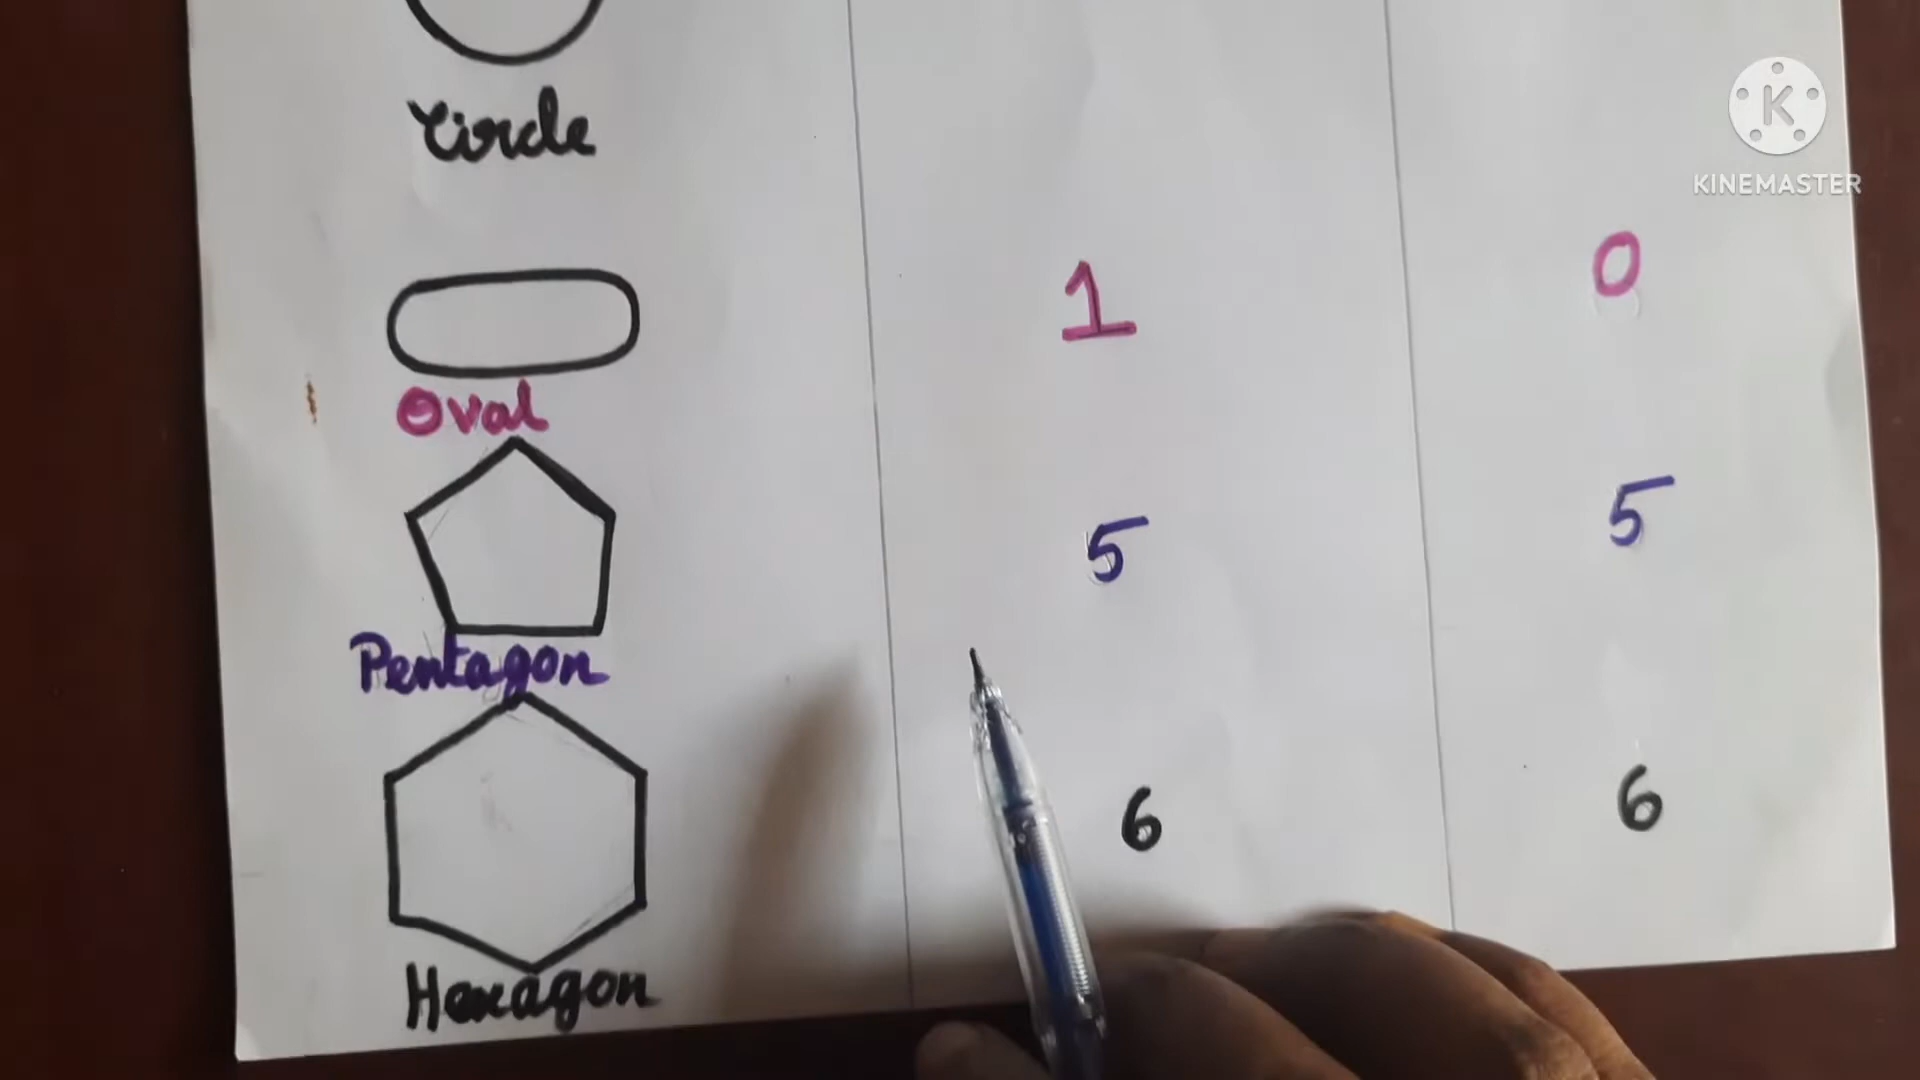 Circle
K
KINEMASTER
1 0
Oval
5 5
Pentagon
6 6
Hexagon